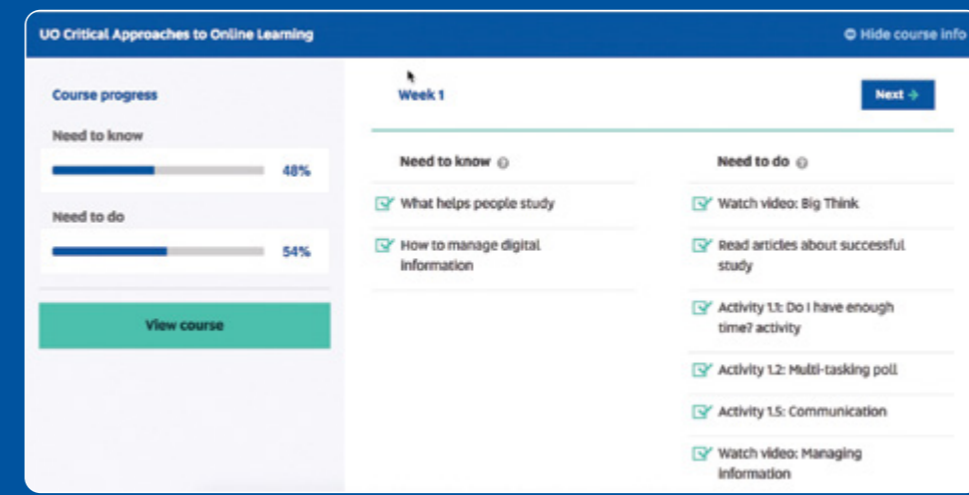 UO Critical Approaches to Online Learning
Hide course info
Course progress
Need to know
48%
Need to do
54%
View course
Week 1
Next →
Need to know
What helps people study
How to manage digital
information
Need to do
Watch video: Big Think
Read articles about successful
study
Activity 1.1: Do I have enough
time? activity
Activity 1.2: Multi-tasking poll
Activity 1.5: Communication
Watch video: Managing
information